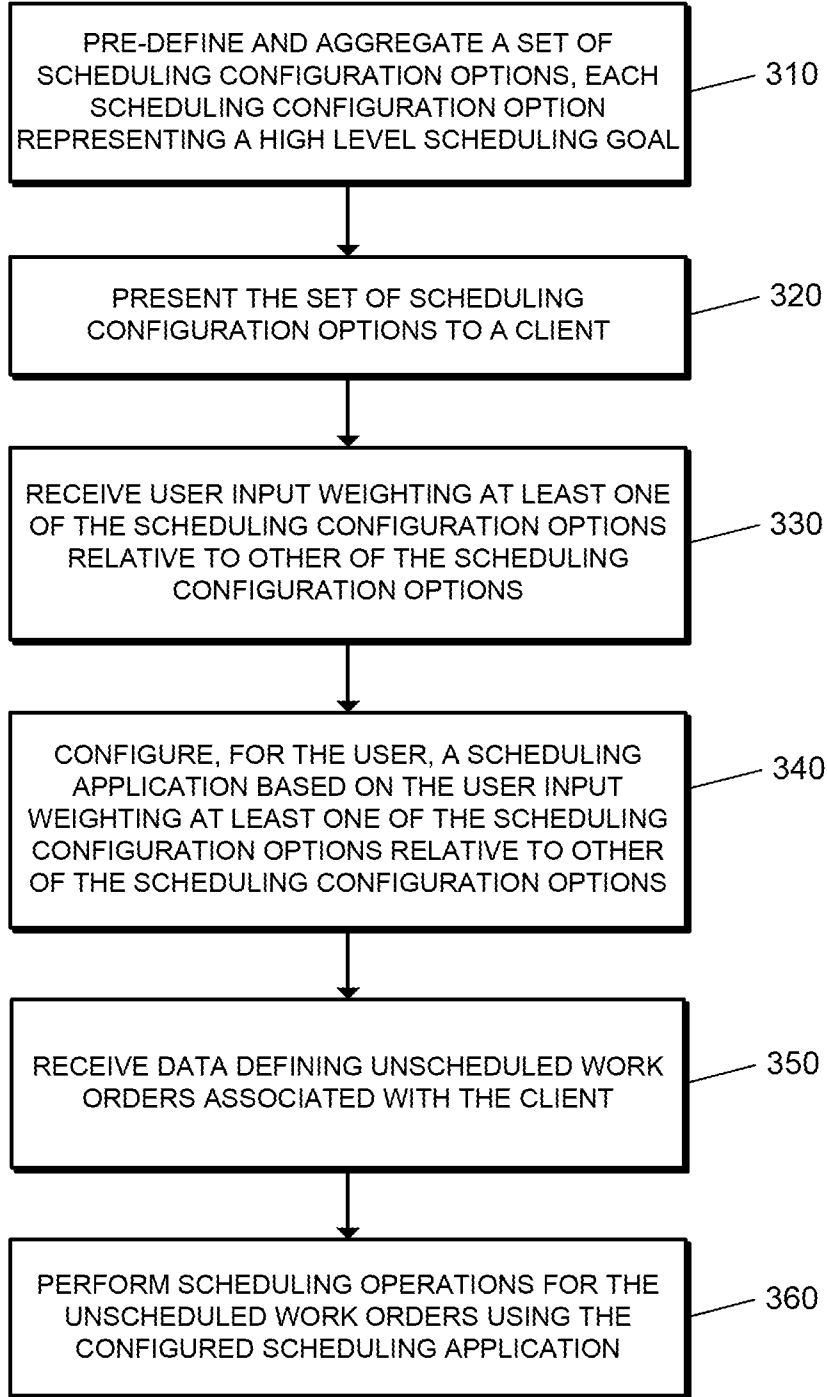 PRE-DEFINE AND AGGREGATE A SET OF
SCHEDULING CONFIGURATION OPTIONS, EACH
SCHEDULING CONFIGURATION OPTION
REPRESENTING A HIGH LEVEL SCHEDULING GOAL
310
PRESENT THE SET OF SCHEDULING
CONFIGURATION OPTIONS TO A CLIENT
320
RECEIVE USER INPUT WEIGHTING AT LEAST ONE
OF THE SCHEDULING CONFIGURATION OPTIONS
RELATIVE TO OTHER OF THE SCHEDULING
CONFIGURATION OPTIONS
330
CONFIGURE, FOR THE USER, A SCHEDULING
APPLICATION BASED ON THE USER INPUT
WEIGHTING AT LEAST ONE OF THE SCHEDULING
CONFIGURATION OPTIONS RELATIVE TO OTHER
OF THE SCHEDULING CONFIGURATION OPTIONS
340
RECEIVE DATA DEFINING UNSCHEDULED WORK
ORDERS ASSOCIATED WITH THE CLIENT
350
PERFORM SCHEDULING OPERATIONS FOR THE
UNSCHEDULED WORK ORDERS USING THE
CONFIGURED SCHEDULING APPLICATION
360